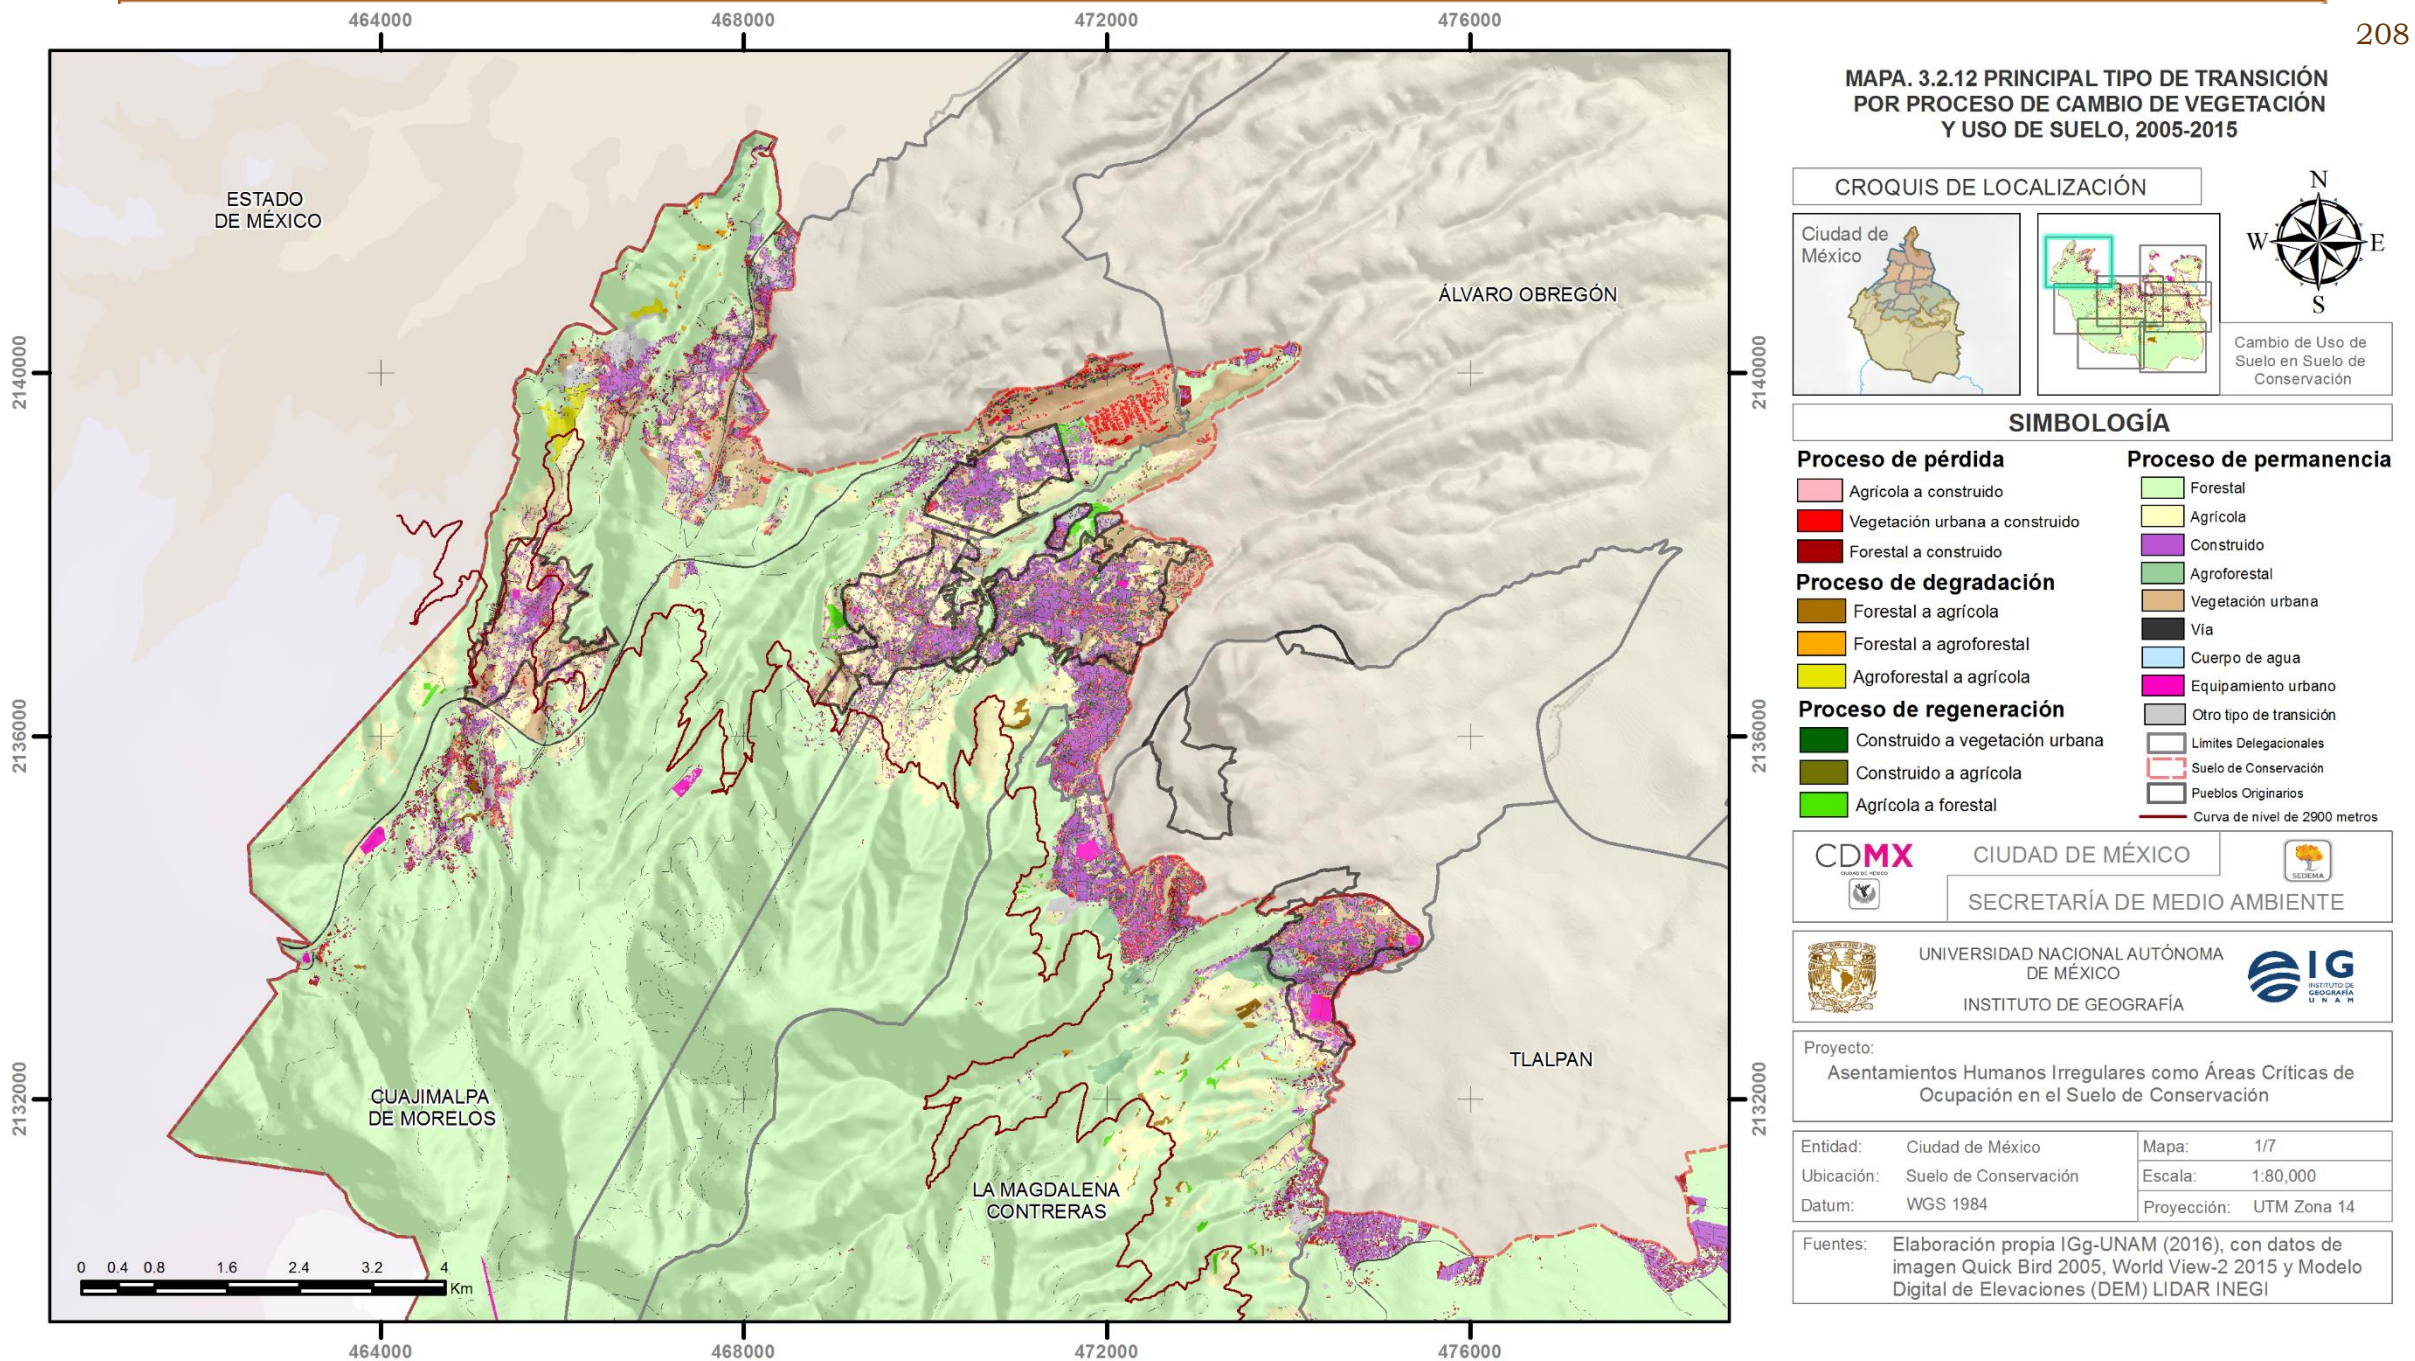 208
464000
468000
472000
476000
2140000
2136000
2132000
2140000
2136000
2132000
464000
468000
472000
476000
ESTADO
DE MÉXICO
ÁLVARO OBREGÓN
TLALPAN
CUAJIMALPA
DE MORELOS
LA MAGDALENA
CONTRERAS
0 0.4 0.8 1.6 2.4 3.2 4
Km
MAPA. 3.2.12 PRINCIPAL TIPO DE TRANSICIÓN
POR PROCESO DE CAMBIO DE VEGETACIÓN
Y USO DE SUELO, 2005-2015
CROQUIS DE LOCALIZACIÓN
N
W E
S
Ciudad de
México
Cambio de Uso de
Suelo en Suelo de
Conservación
SIMBOLOGÍA
Proceso de pérdida
Agrícola a construido
Vegetación urbana a construido
Forestal a construido
Proceso de degradación
Forestal a agrícola
Forestal a agroforestal
Agroforestal a agrícola
Proceso de regeneración
Construido a vegetación urbana
Construido a agrícola
Agrícola a forestal
Proceso de permanencia
Forestal
Agrícola
Construido
Agroforestal
Vegetación urbana
Vía
Cuerpo de agua
Equipamiento urbano
Otro tipo de transición
Límites Delegacionales
Suelo de Conservación
Pueblos Originarios
Curva de nivel de 2900 metros
CDMX
CIUDAD DE MÉXICO
CIUDAD DE MÉXICO
SEDEMA
SECRETARÍA DE MEDIO AMBIENTE
UNIVERSIDAD NACIONAL AUTÓNOMA
DE MÉXICO
INSTITUTO DE GEOGRAFÍA
IG
INSTITUTO DE
GEOGRAFÍA
UNAM
Proyecto:
Asentamientos Humanos Irregulares como Áreas Críticas de
Ocupación en el Suelo de Conservación
Entidad: Ciudad de México
Mapa: 1/7
Ubicación: Suelo de Conservación
Escala: 1:80,000
Datum: WGS 1984
Proyección: UTM Zona 14
Fuentes: Elaboración propia IGg-UNAM (2016), con datos de
imagen Quick Bird 2005, World View-2 2015 y Modelo
Digital de Elevaciones (DEM) LIDAR INEGI